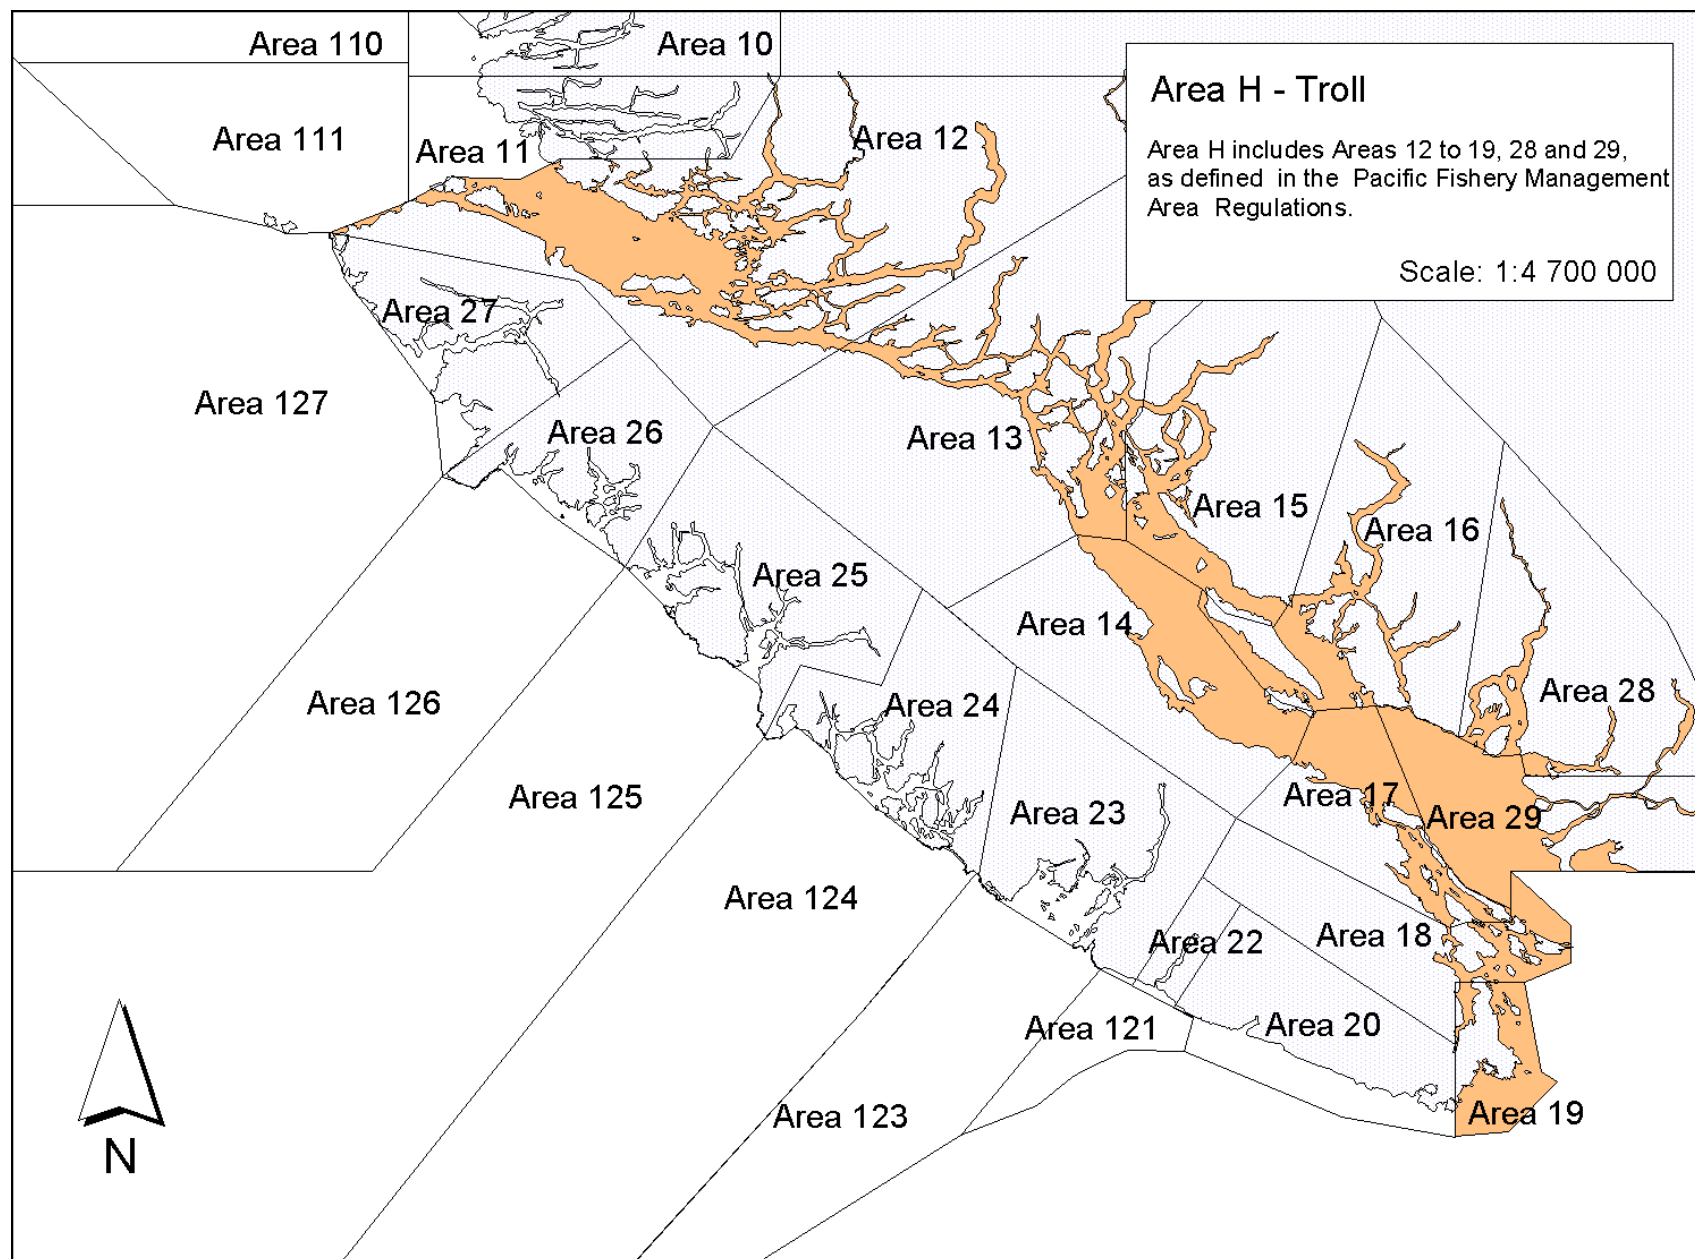 Area 110
Area 10
Area H - Troll
Area 111
Area 11
Area 12
Area H includes Areas 12 to 19, 28 and 29,
as defined in the Pacific Fishery Management
Area Regulations.
Scale: 1:4 700 000
Area 27
Area 127
Area 26
Area 13
Area 15
Area 16
Area 25
Area 14
Area 28
Area 126
Area 24
Area 125
Area 23
Area 17
Area 29
Area 124
Area 22
Area 18
Area 121
Area 20
Area 123
Area 19
N